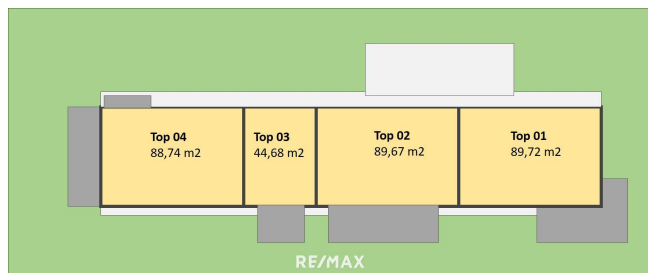 Top 04
88,74 m2
Top 03
44,68 m2
Top 02
89,67 m2
Top 01
89,72 m2
RE/MAX